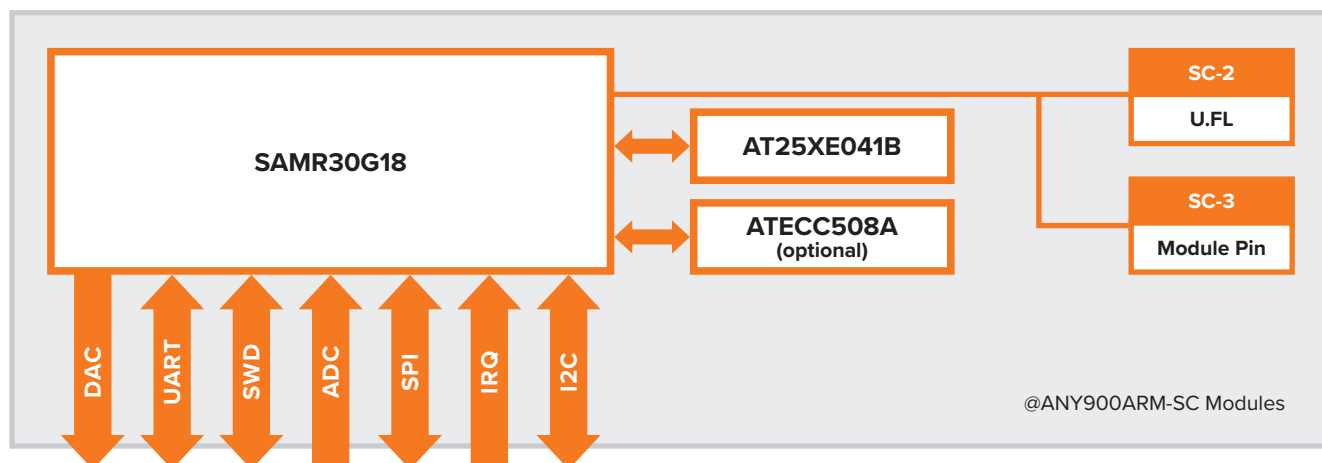 SAMR30G18
SC-2
U.FL
AT25XE041B
SC-3
ATECC508A
(optional)
Module Pin
DAC
UART
SWD
ADC
SPI
IRQ
I2C
@ANY900ARM-SC Modules